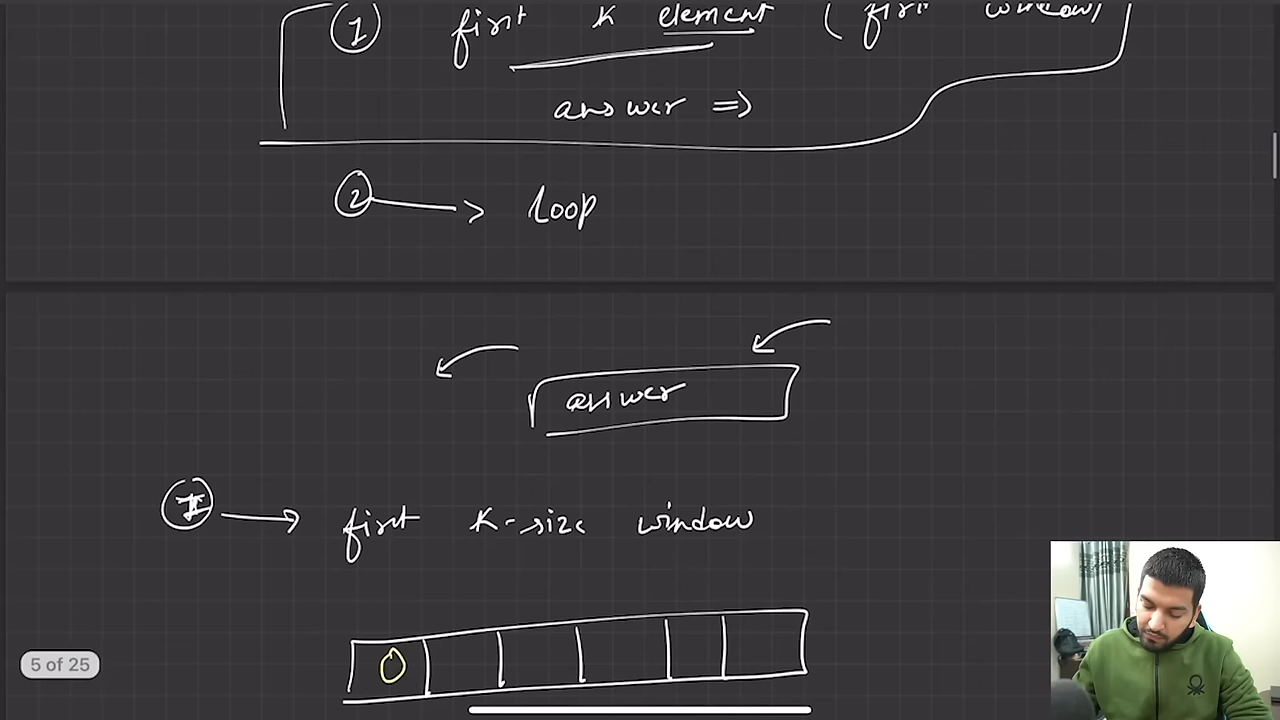 ① first K element (first window)
answer =>
② → loop
answer
Ⅰ → first K-size window
0
5 of 25